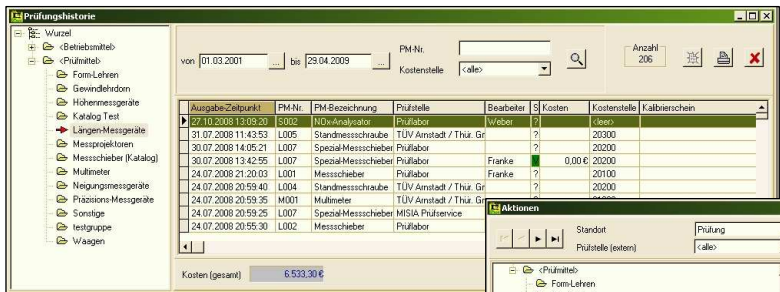 Prüfungshistorie
Wurzel
<Betriebsmittel>
<Prüfmittel>
Form-Lehren
Gewindlehrdorn
Höhenmessgeräte
Katalog Test
Längen-Messgeräte
Messprojektoren
Messschieber (Katalog)
Multimeter
Neigungsmessgeräte
Präzisions-Messgeräte
Sonstige
testgruppe
Waagen
von 01.03.2001 ... bis 29.04.2009 ...
PM-Nr.
Kostenstelle <alle>
Anzahl
206
Ausgabe-Zeitpunkt PM-Nr. PM-Bezeichnung Prüfstelle Bearbeiter S Kosten Kostenstelle Kalibrierschein
27.10.2008 13:09:20 S002 NOx-Analysator Prüflabor Weber ? <leer>
31.07.2008 11:43:53 L005 Standmessschraube TÜV Arnstadt / Thür. Gr ? 20300
30.07.2008 14:05:21 L007 Spezial-Messschieber Prüflabor ? 20200
30.07.2008 13:42:55 L007 Spezial-Messschieber Prüflabor Franke 0,00 € 20200
24.07.2008 21:20:03 L001 Messschieber Prüflabor Franke ? 20100
24.07.2008 20:59:40 L004 Standmessschraube TÜV Arnstadt / Thür. Gr ? 20200
24.07.2008 20:59:35 M001 Multimeter TÜV Arnstadt / Thür. Gr ?
24.07.2008 20:59:25 L007 Spezial-Messschieber MISIA Prüfservice ?
24.07.2008 20:55:30 L002 Messschieber Prüflabor ?
Kosten (gesamt) 6.533,30 €
Aktionen
Standort Prüfung
Prüfstelle (extern) <alle>
<Prüfmittel>
Form-Lehren